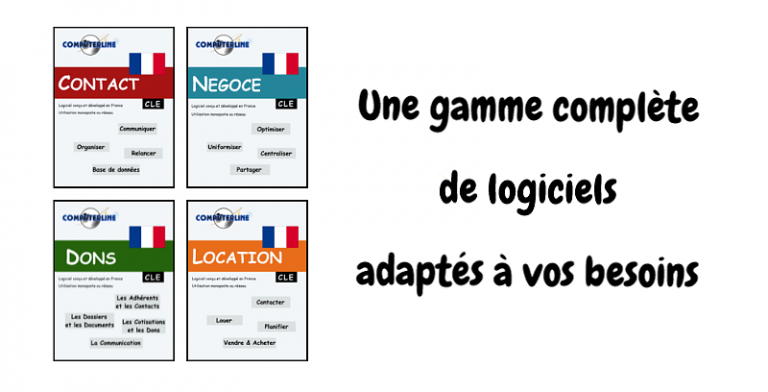 COMPUTERLINE
CONTACT
CLE
Logiciel conçu et développé en France
Utilisation monoposte ou réseau
Communiquer
Organiser
Relancer
Base de données
COMPUTERLINE
NEGOCE
CLE
Logiciel conçu et développé en France
Utilisation monoposte ou réseau
Optimiser
Uniformiser
Centraliser
Partager
COMPUTERLINE
DONS
CLE
Logiciel conçu et développé en France
Utilisation monoposte ou réseau
Les Adhérents
et les Contacts
Les Dossiers
et les Documents
Les Cotisations
et les Dons
La Communication
COMPUTERLINE
LOCATION
CLE
Logiciel conçu et développé en France
Utilisation monoposte ou réseau
Contacter
Louer
Planifier
Vendre & Acheter
Une gamme complète
de logiciels
adaptés à vos besoins